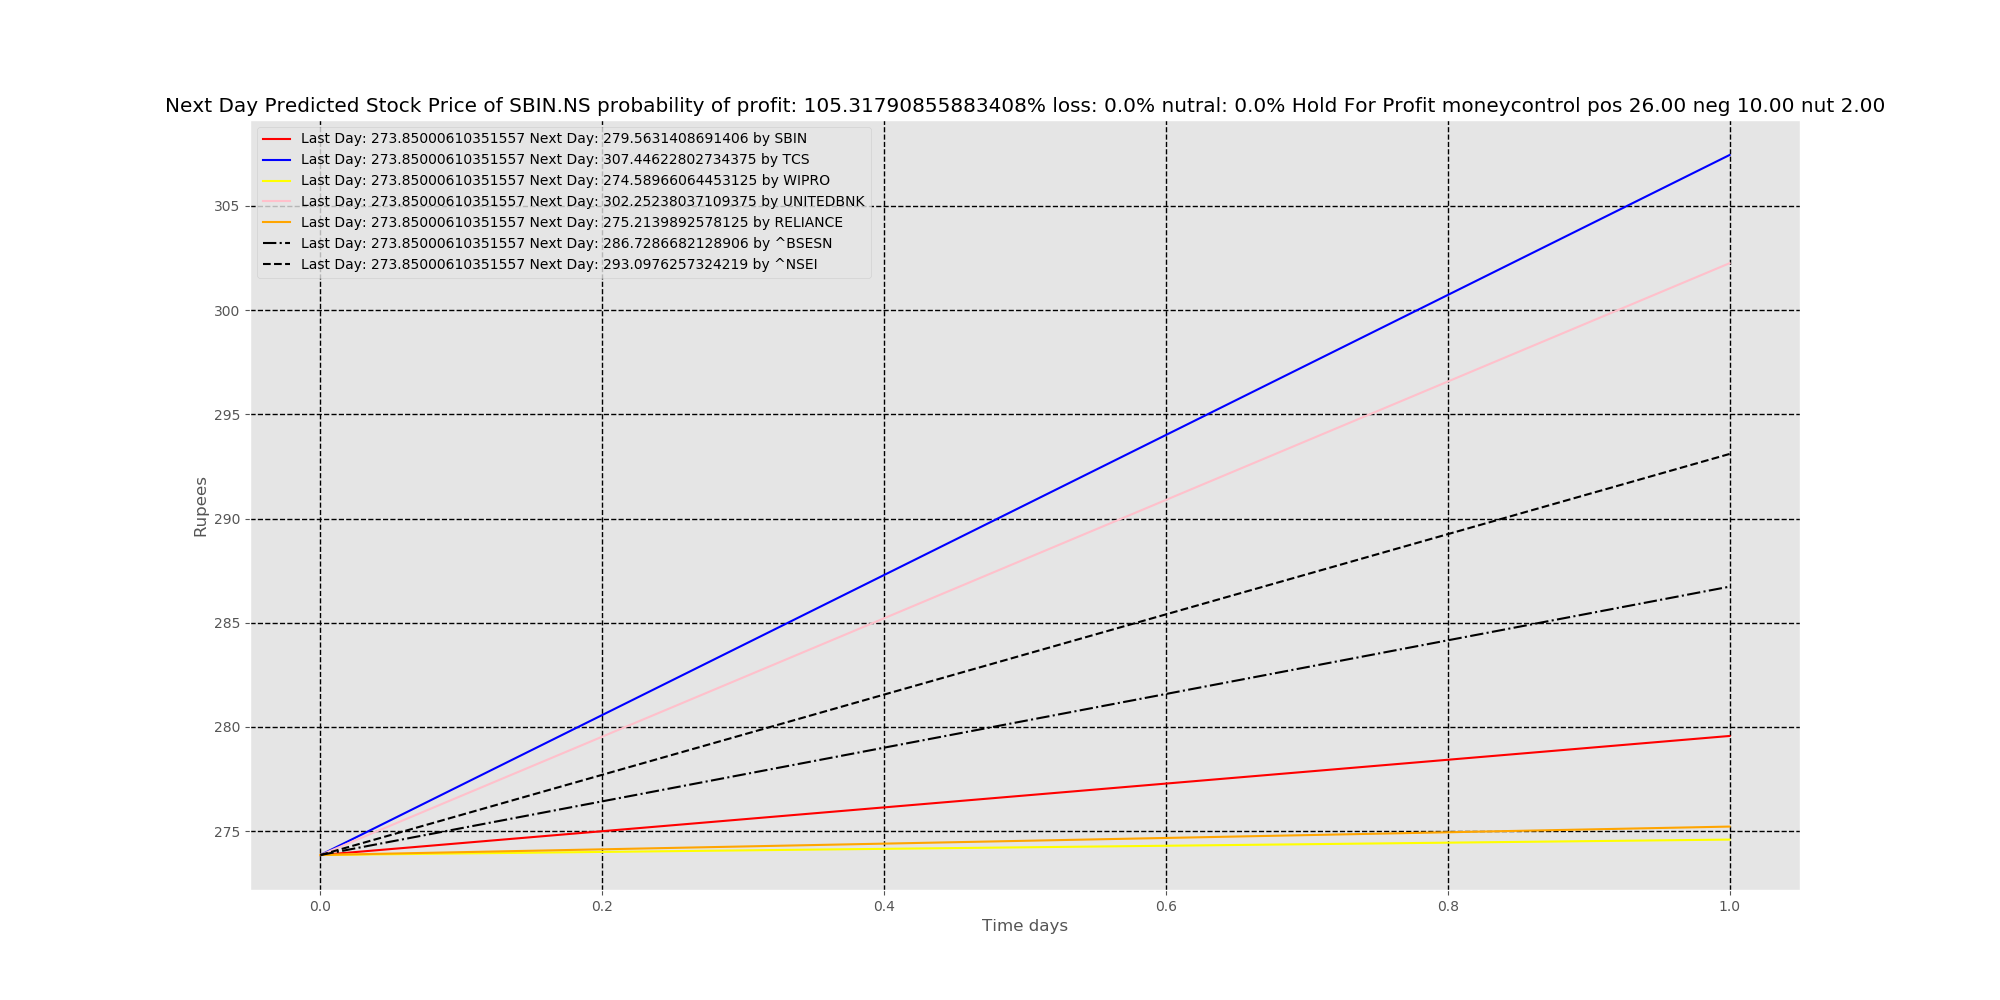 Next Day Predicted Stock Price of SBIN.NS probability of profit: 105.31790855883408% loss: 0.0% nutral: 0.0% Hold For Profit moneycontrol pos 26.00 neg 10.00 nut 2.00
Last Day: 273.85000610351557 Next Day: 279.5631408691406 by SBIN
Last Day: 273.85000610351557 Next Day: 307.44622802734375 by TCS
Last Day: 273.85000610351557 Next Day: 274.58966064453125 by WIPRO
Last Day: 273.85000610351557 Next Day: 302.25238037109375 by UNITEDBNK
Last Day: 273.85000610351557 Next Day: 275.2139892578125 by RELIANCE
Last Day: 273.85000610351557 Next Day: 286.7286682128906 by ^BSESN
Last Day: 273.85000610351557 Next Day: 293.0976257324219 by ^NSEI
305
300
295
290
285
280
275
Rupees
0.0 0.2 0.4 0.6 0.8 1.0
Time days